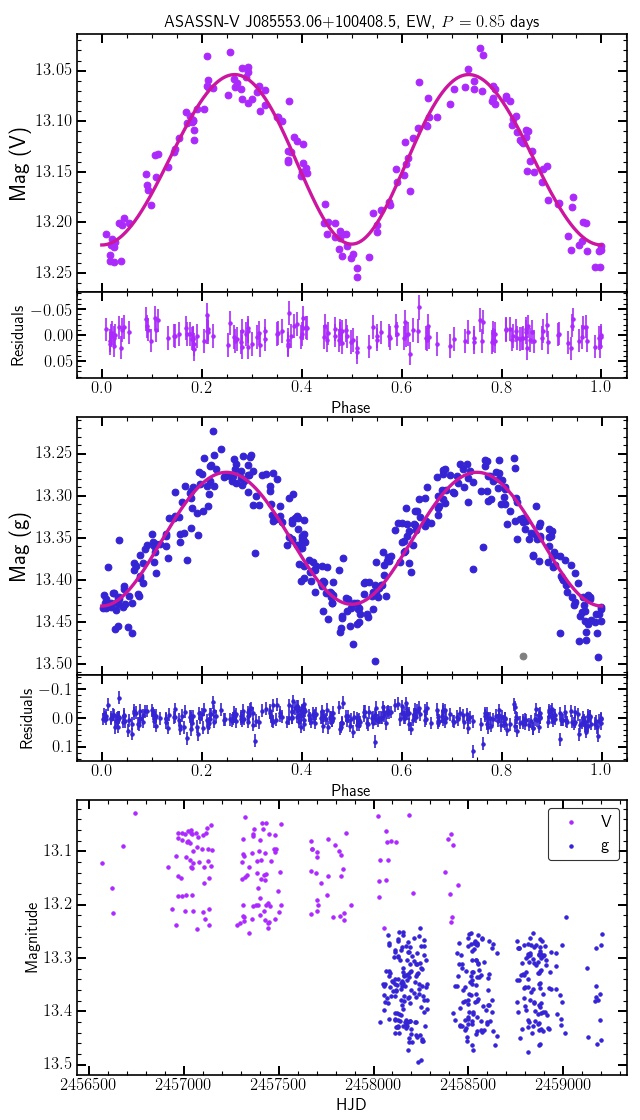 ASASSN-V J085553.06+100408.5, EW, P = 0.85 days
Mag (V)
13.05
13.10
13.15
13.20
13.25
Residuals
−0.05
0.00
0.05
0.0 0.2 0.4 0.6 0.8 1.0
Phase
Mag (g)
13.25
13.30
13.35
13.40
13.45
13.50
Residuals
−0.1
0.0
0.1
0.0 0.2 0.4 0.6 0.8 1.0
Phase
Magnitude
13.1
13.2
13.3
13.4
13.5
V
g
2456500 2457000 2457500 2458000 2458500 2459000
HJD